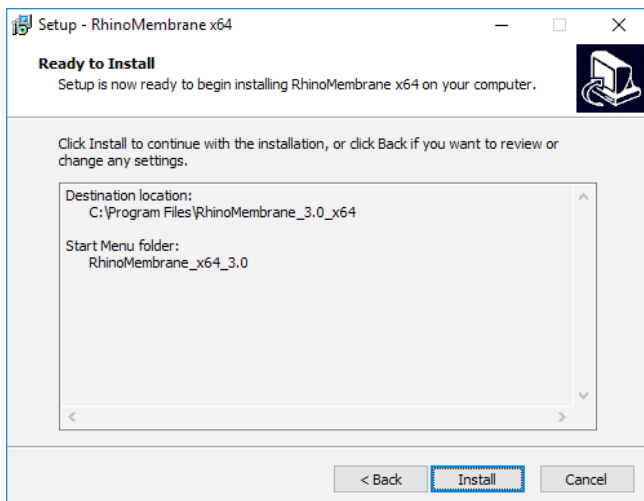 Setup - RhinoMembrane x64
Ready to Install
Setup is now ready to begin installing RhinoMembrane x64 on your computer.
Click Install to continue with the installation, or click Back if you want to review or
change any settings.
Destination location:
C:\Program Files\RhinoMembrane_3.0_x64
Start Menu folder:
RhinoMembrane_x64_3.0
< Back
Install
Cancel